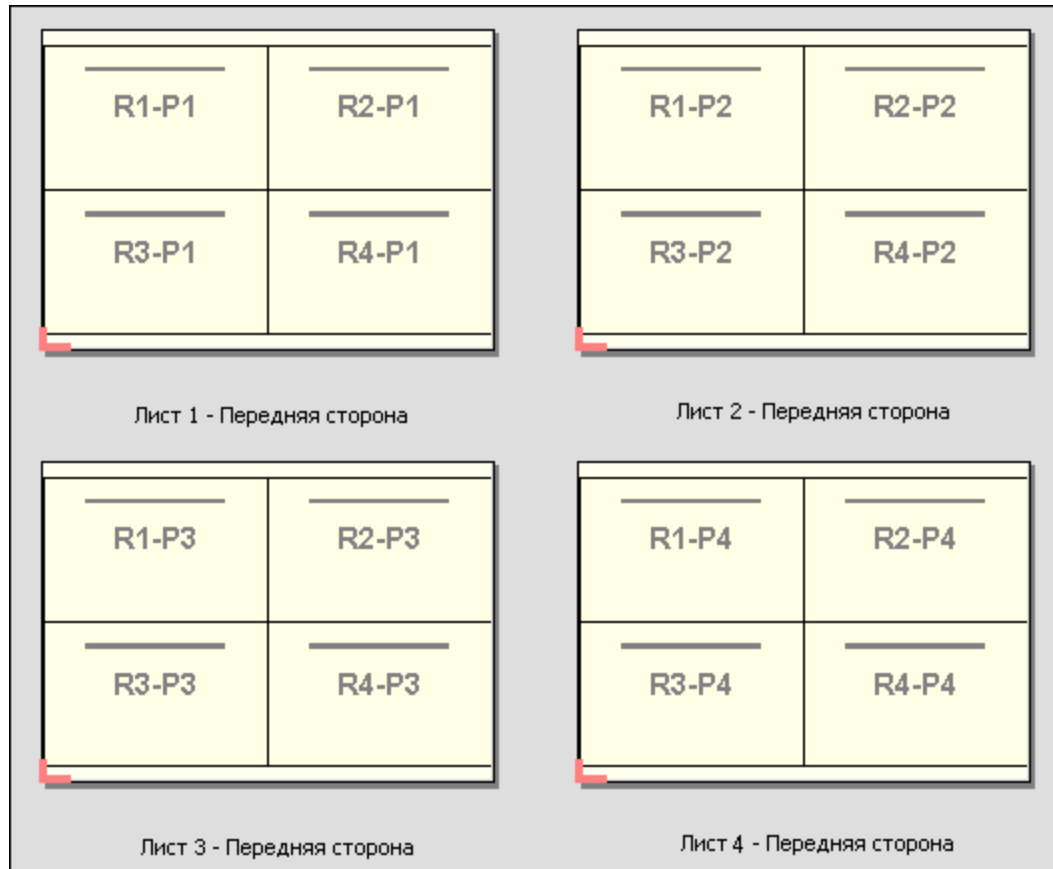 R1-P1 R2-P1
R3-P1 R4-P1
Лист 1 - Передняя сторона
R1-P2 R2-P2
R3-P2 R4-P2
Лист 2 - Передняя сторона
R1-P3 R2-P3
R3-P3 R4-P3
Лист 3 - Передняя сторона
R1-P4 R2-P4
R3-P4 R4-P4
Лист 4 - Передняя сторона